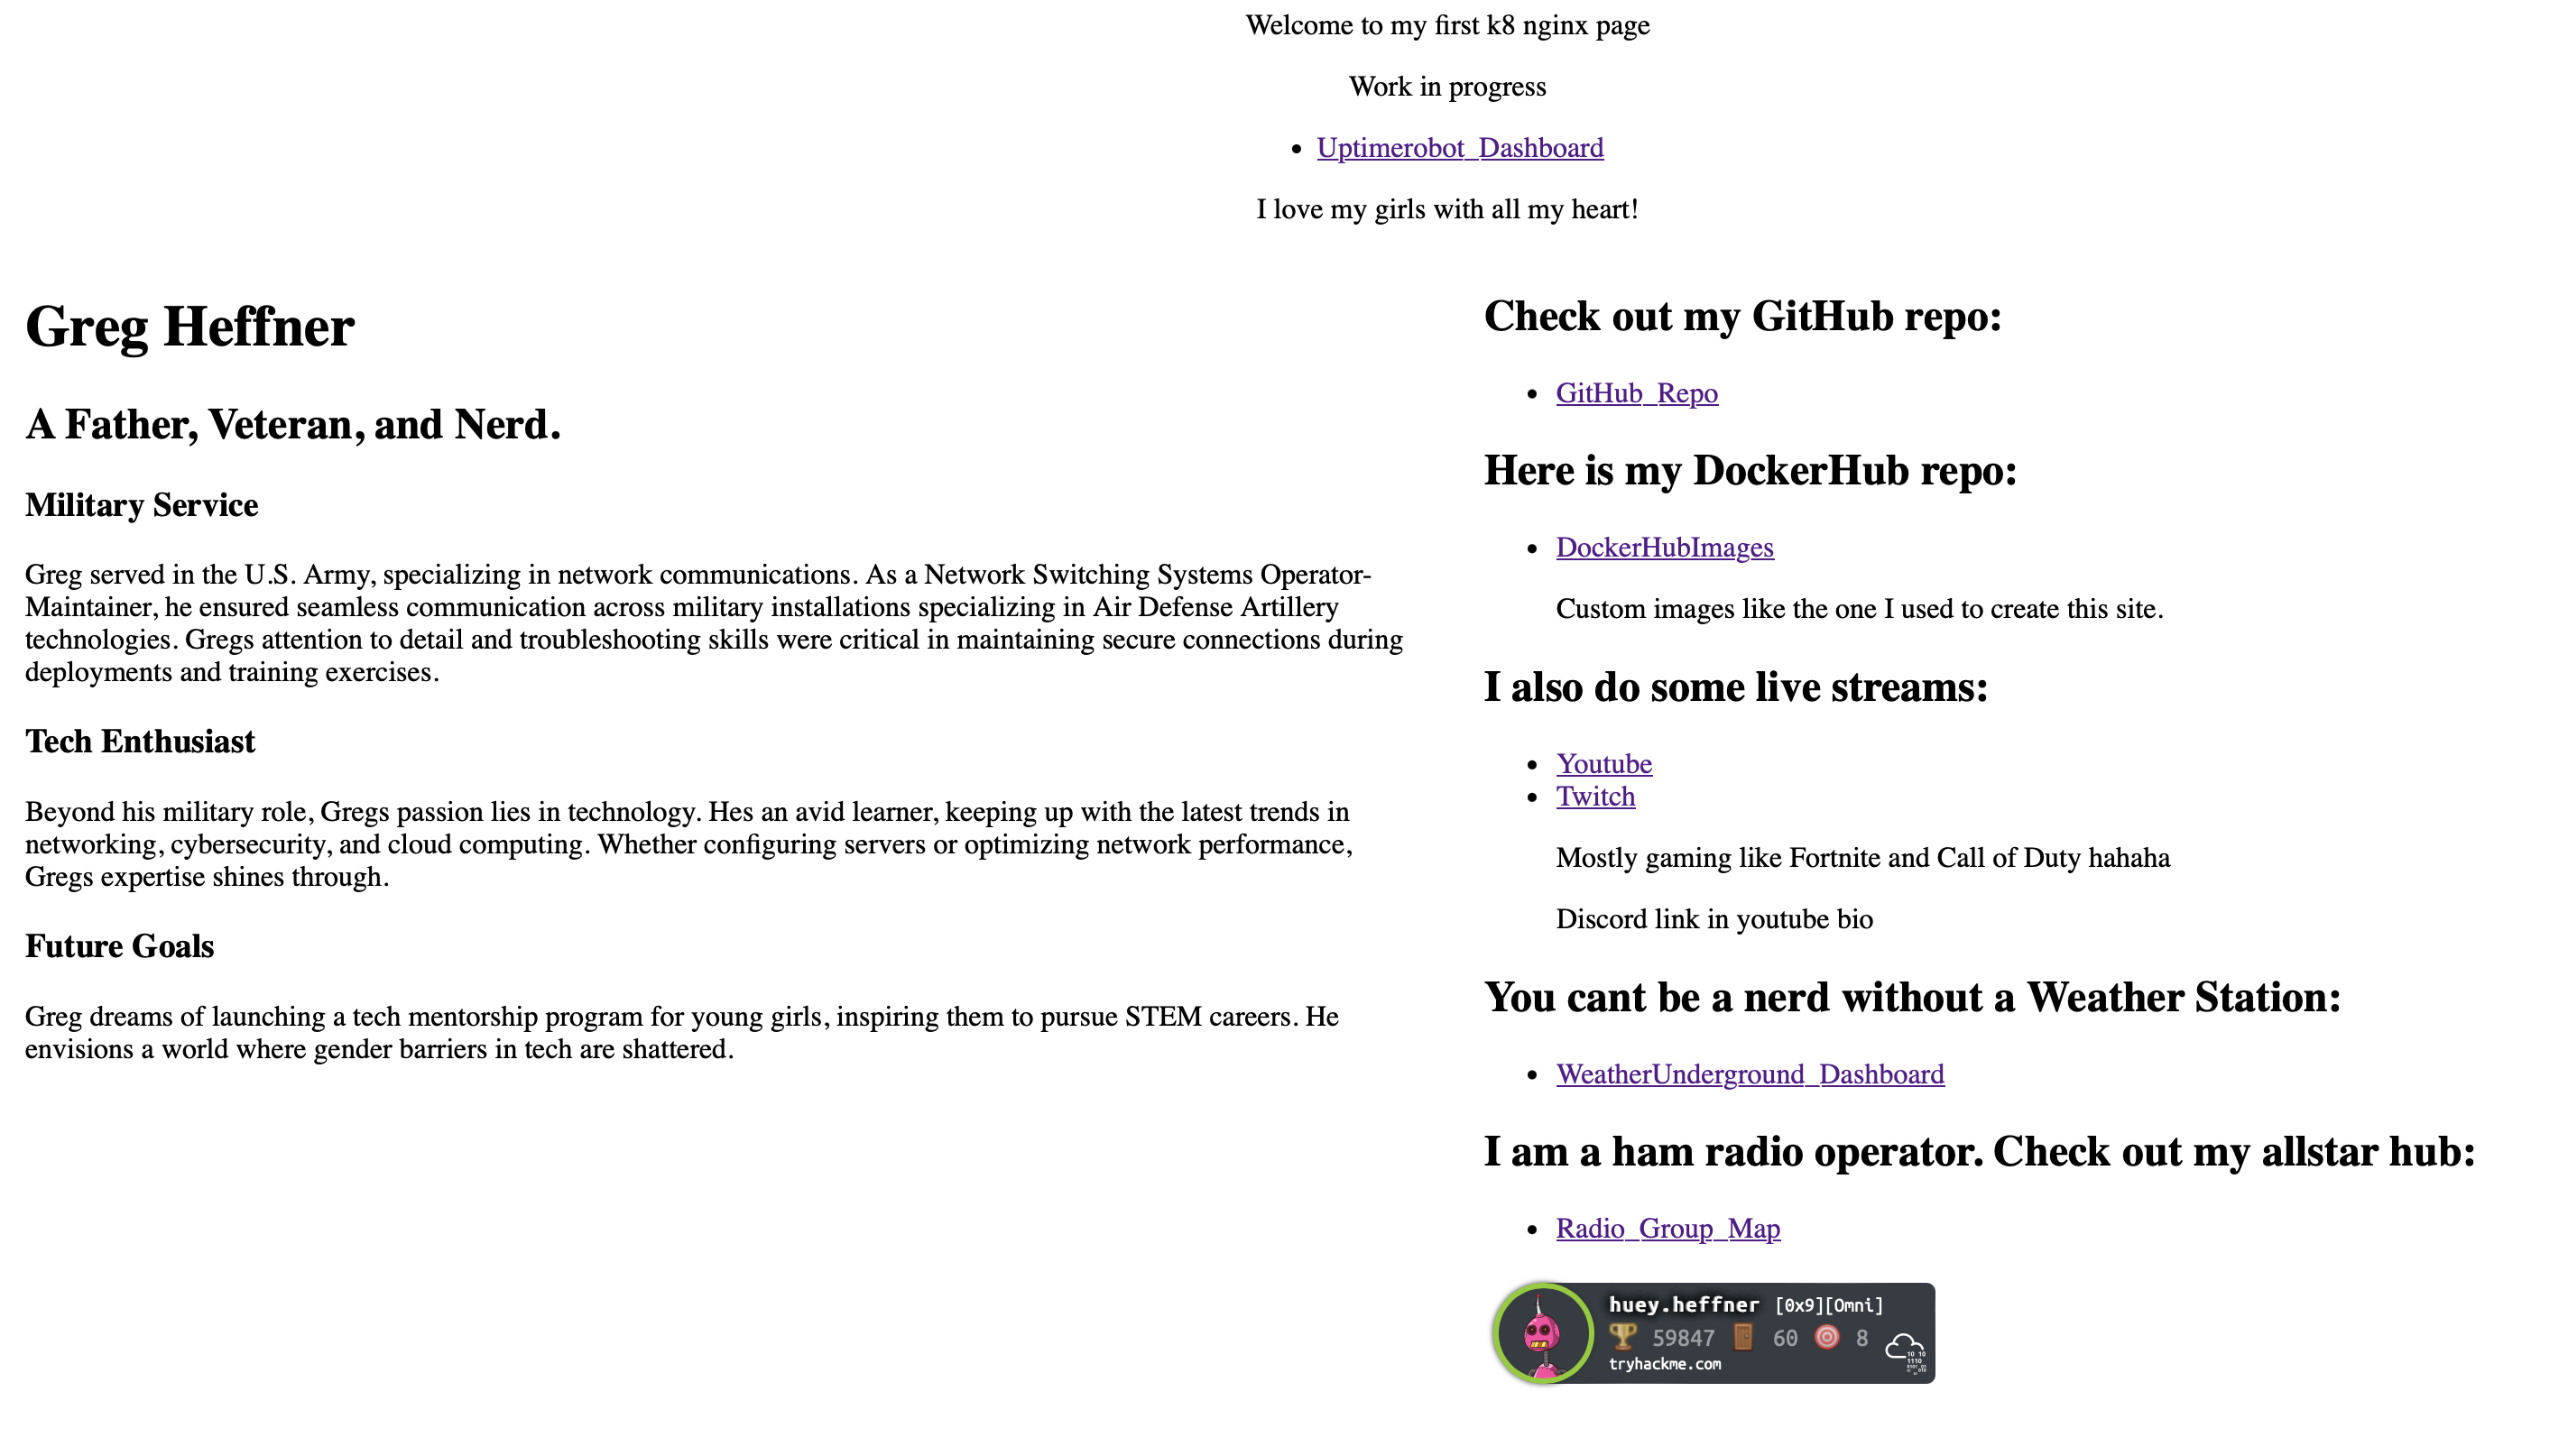 Welcome to my first k8 nginx page
Work in progress
Uptimerobot_Dashboard
I love my girls with all my heart!
Greg Heffner
A Father, Veteran, and Nerd.
Military Service
Greg served in the U.S. Army, specializing in network communications. As a Network Switching Systems Operator-
Maintainer, he ensured seamless communication across military installations specializing in Air Defense Artillery
technologies. Gregs attention to detail and troubleshooting skills were critical in maintaining secure connections during
deployments and training exercises.
Tech Enthusiast
Beyond his military role, Gregs passion lies in technology. Hes an avid learner, keeping up with the latest trends in
networking, cybersecurity, and cloud computing. Whether configuring servers or optimizing network performance,
Gregs expertise shines through.
Future Goals
Greg dreams of launching a tech mentorship program for young girls, inspiring them to pursue STEM careers. He
envisions a world where gender barriers in tech are shattered.
Check out my GitHub repo:
GitHub_Repo
Here is my DockerHub repo:
DockerHubImages
Custom images like the one I used to create this site.
I also do some live streams:
Youtube
Twitch
Mostly gaming like Fortnite and Call of Duty hahaha
Discord link in youtube bio
You cant be a nerd without a Weather Station:
WeatherUnderground_Dashboard
I am a ham radio operator. Check out my allstar hub:
Radio_Group_Map
huey.heffner [0x9][Omni]
59847 60 8
tryhackme.com